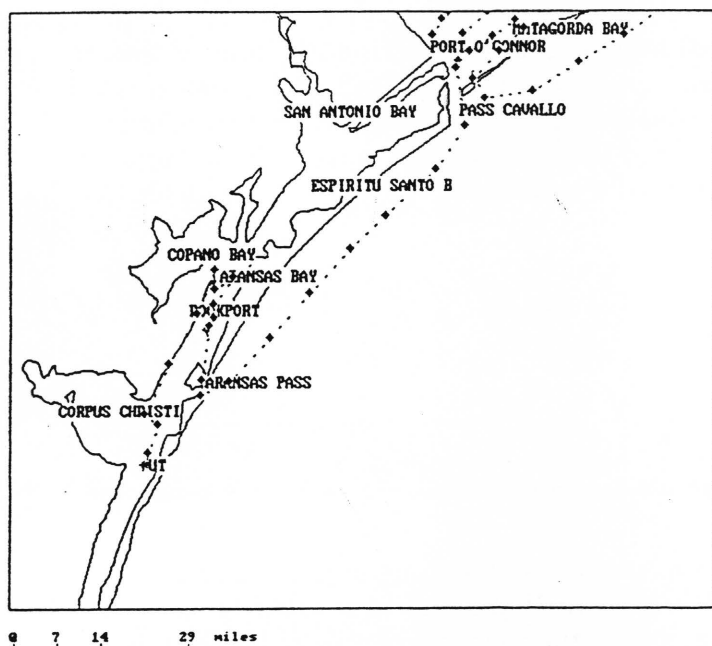 MATAGORDA BAY
PORT O'CONNOR
SAN ANTONIO BAY
PASS CAVALLO
ESPIRITU SANTO B
COPANO BAY
ARANSAS BAY
ROCKPORT
ARANSAS PASS
CORPUS CHRISTI
0 7 14 29 miles